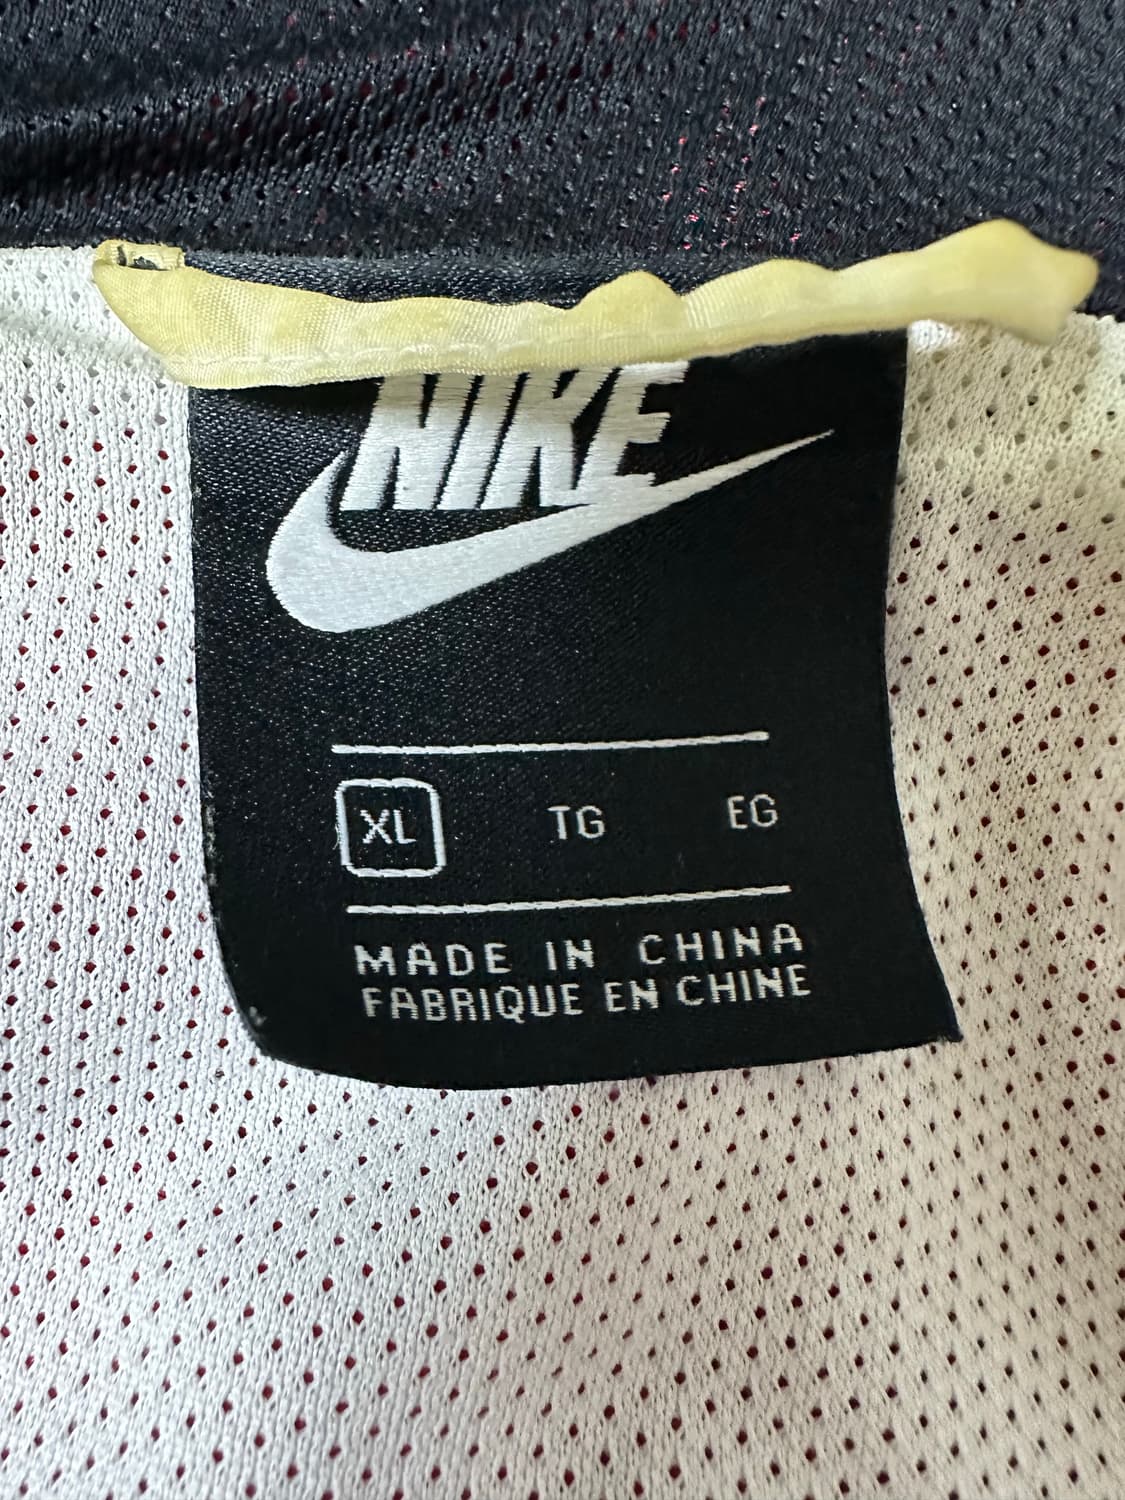 NIKE
XL TG EG
MADE IN CHINA
FABRIQUE EN CHINE